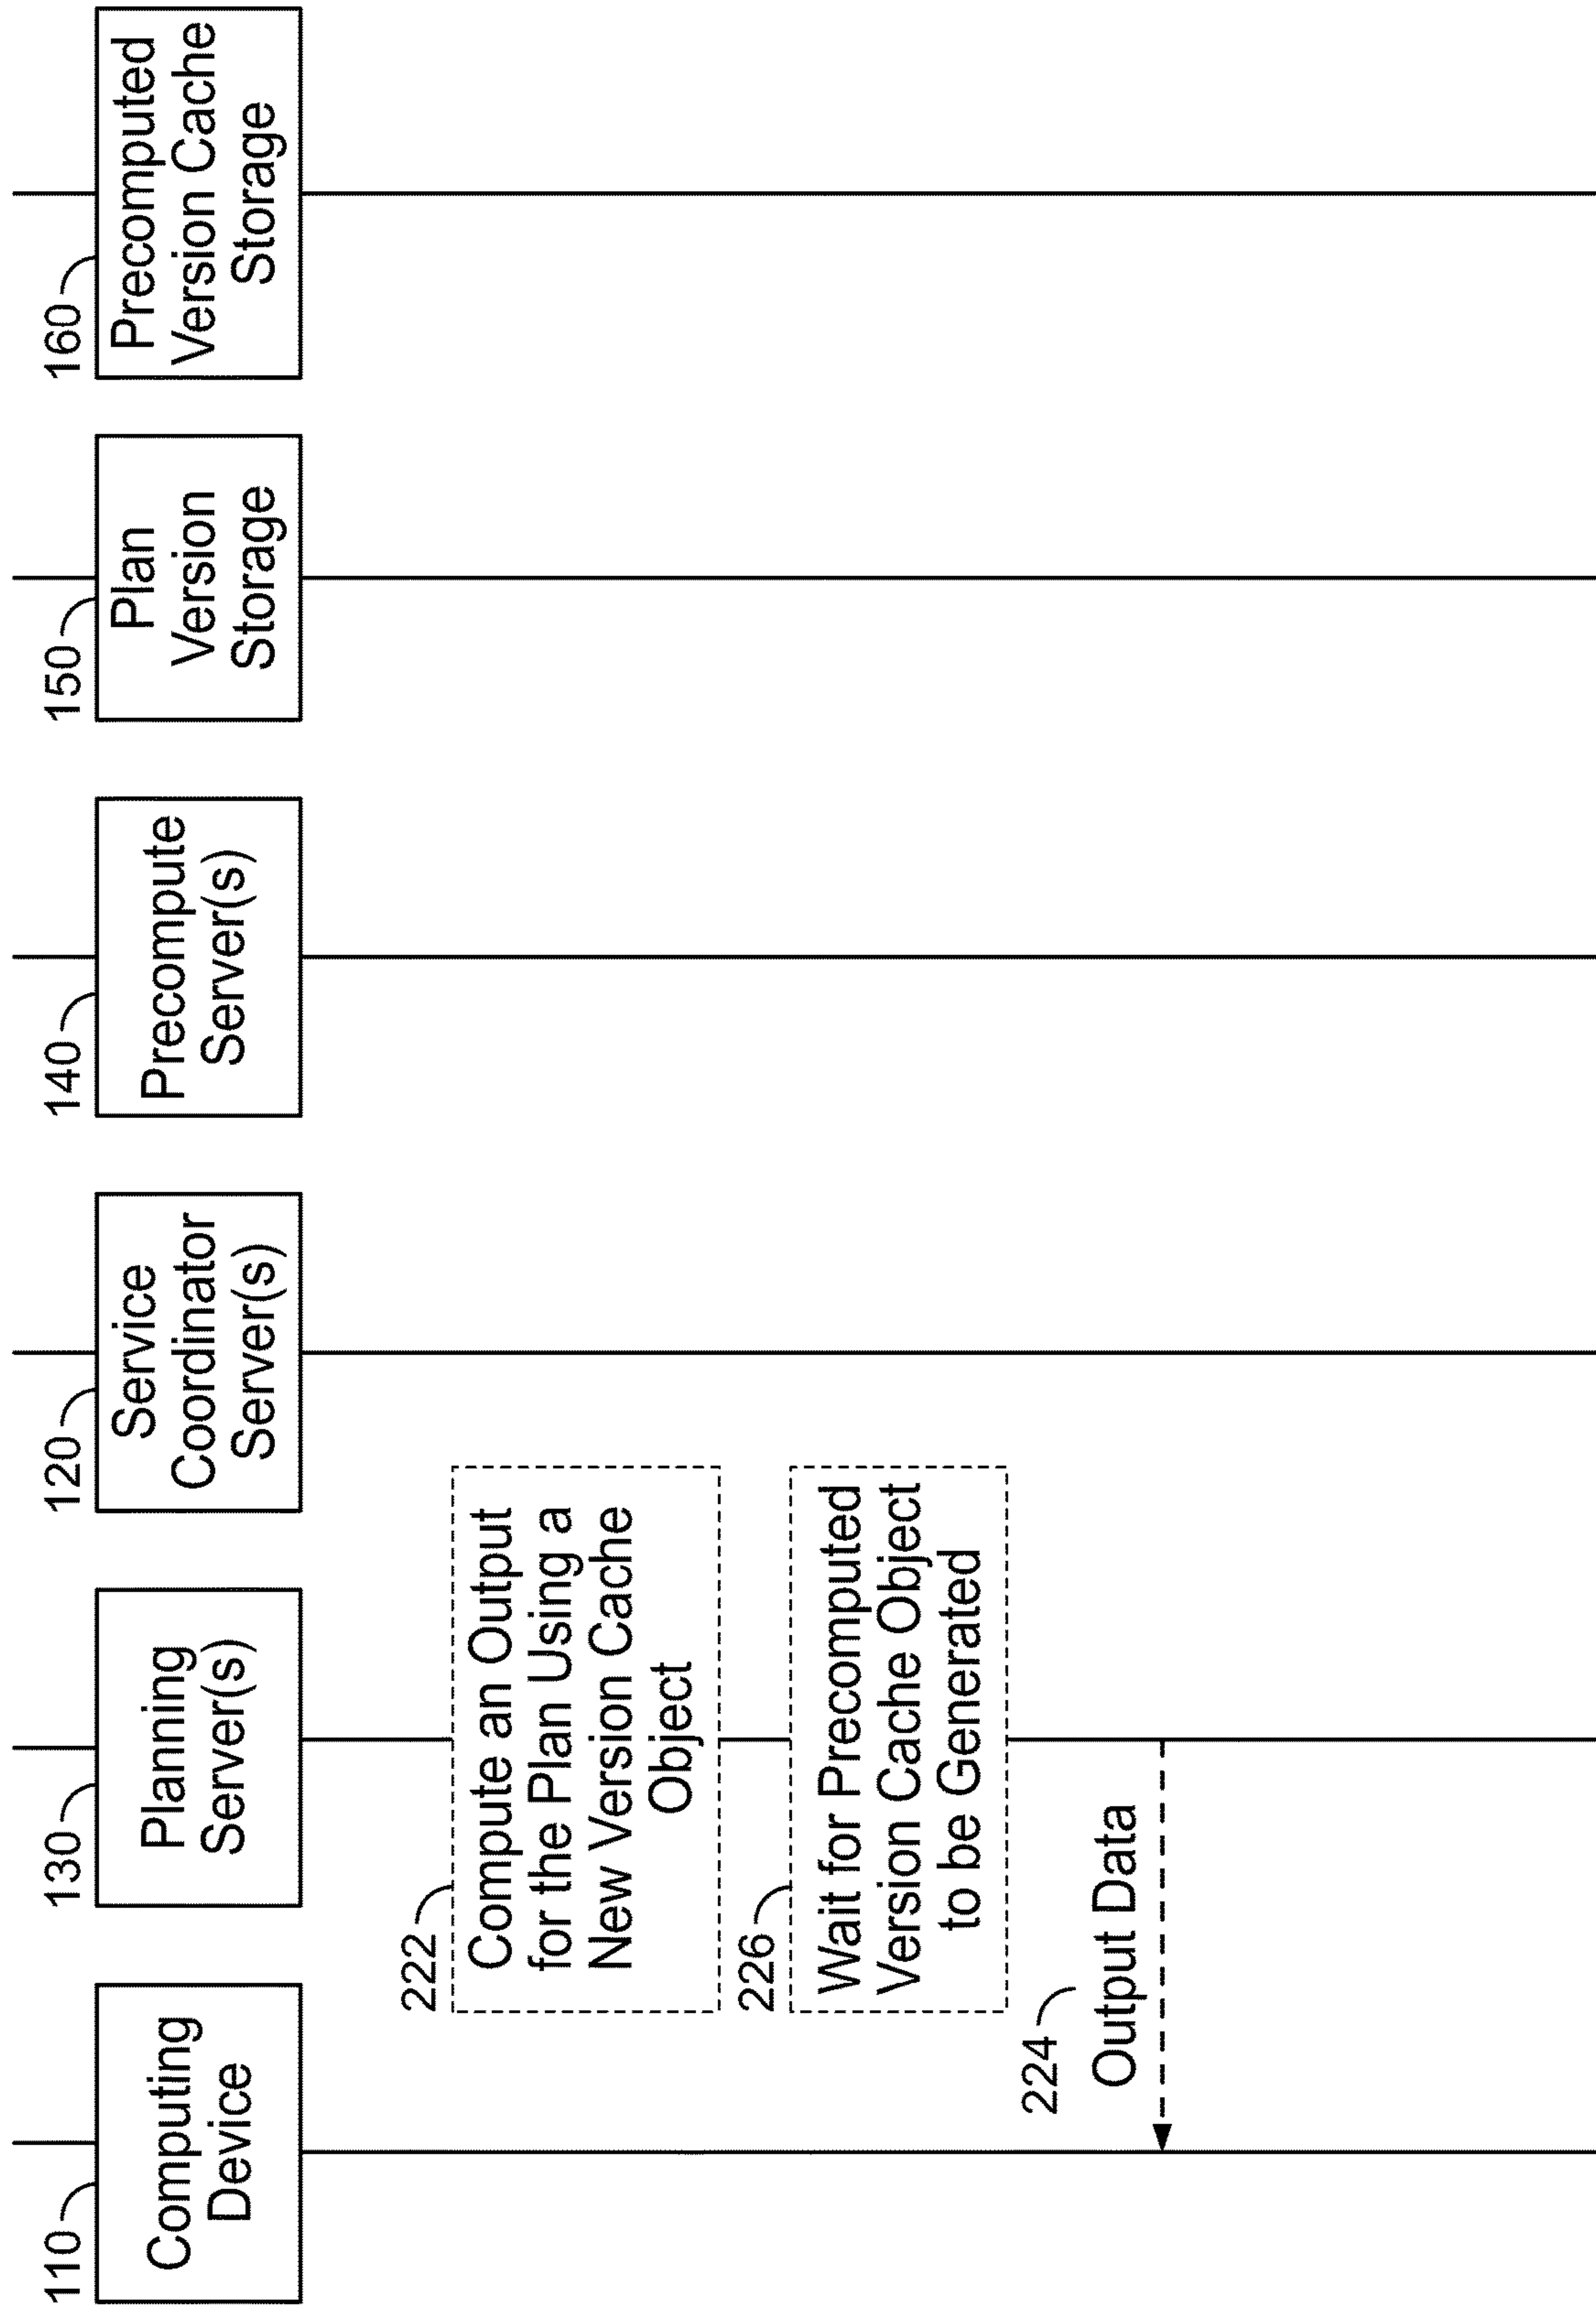 110
Computing
Device
130
Planning
Server(s)
120
Service
Coordinator
Server(s)
140
Precompute
Server(s)
150
Plan
Version
Storage
160
Precomputed
Version Cache
Storage
222
Compute an Output
for the Plan Using a
New Version Cache
Object
226
Wait for Precomputed
Version Cache Object
to be Generated
224
Output Data